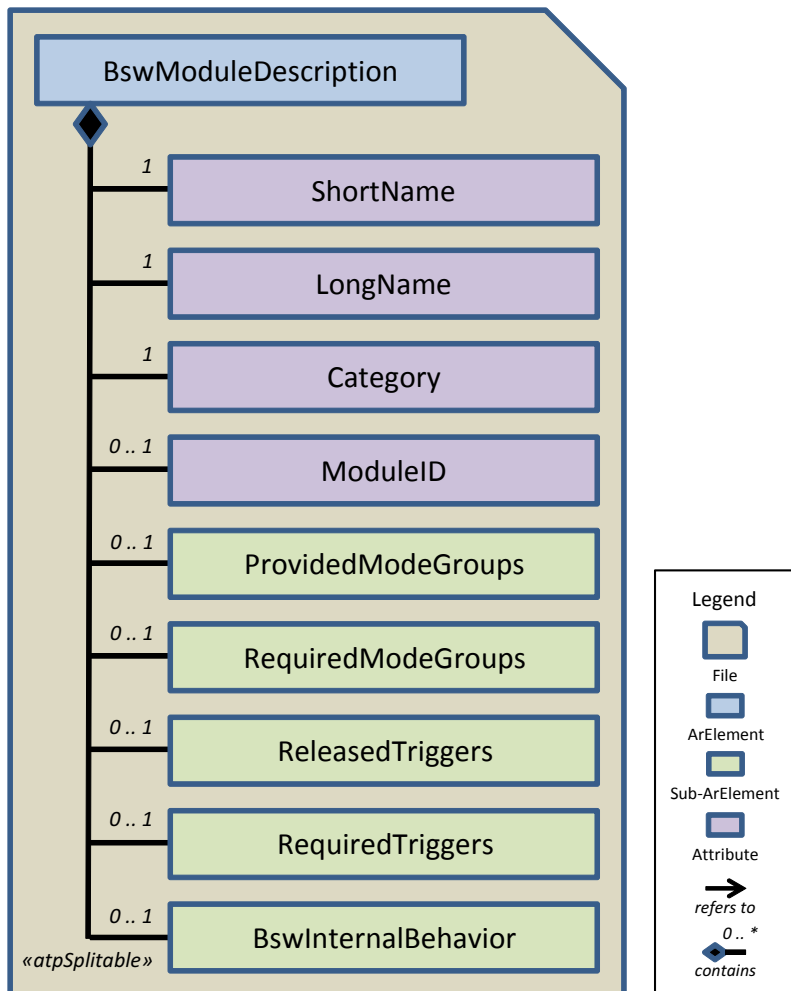 BswModuleDescription
1
ShortName
1
LongName
1
Category
0 .. 1
ModuleID
0 .. 1
ProvidedModeGroups
0 .. 1
RequiredModeGroups
0 .. 1
ReleasedTriggers
0 .. 1
RequiredTriggers
0 .. 1
BswInternalBehavior
«atpSplitable»
Legend
File
ArElement
Sub-ArElement
Attribute
refers to
0 .. *
contains